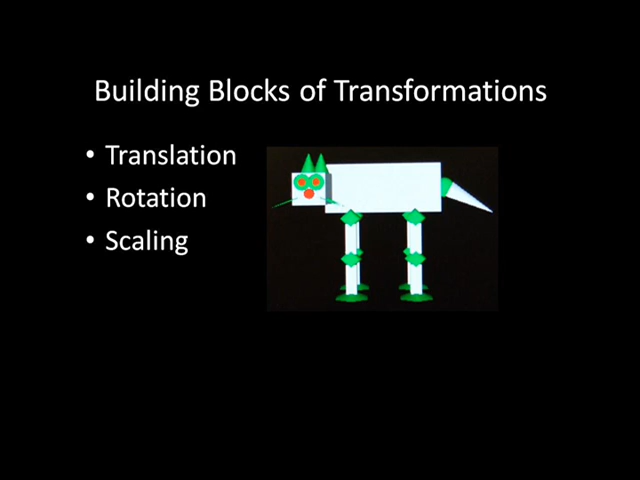 Building Blocks of Transformations
• Translation
• Rotation
• Scaling